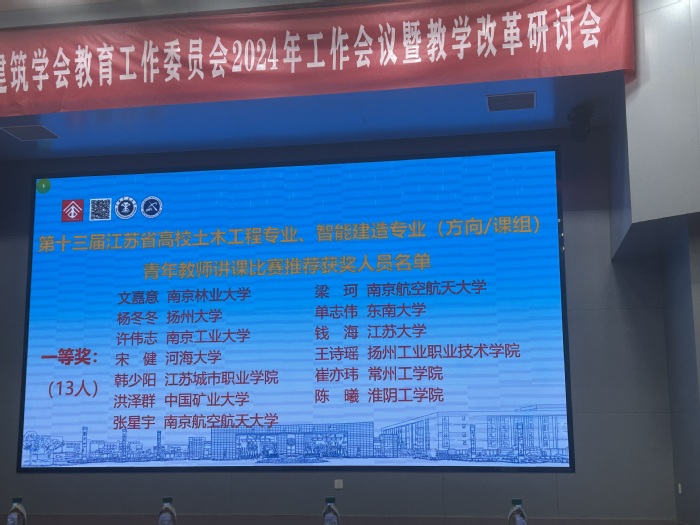 建筑学会教育工作委员会2024年工作会议暨教学改革研讨会
第十三届江苏省高校土木工程专业、智能建造专业（方向/课组）
青年教师讲课比赛推荐获奖人员名单
一等奖：
（13人）
文嘉意 南京林业大学
杨冬冬 扬州大学
许伟志 南京工业大学
宋 健 河海大学
韩少阳 江苏城市职业学院
洪泽群 中国矿业大学
张星宇 南京航空航天大学
梁 珂 南京航空航天大学
单志伟 东南大学
钱 海 江苏大学
王诗瑶 扬州工业职业技术学院
崔亦玮 常州工学院
陈 曦 淮阴工学院